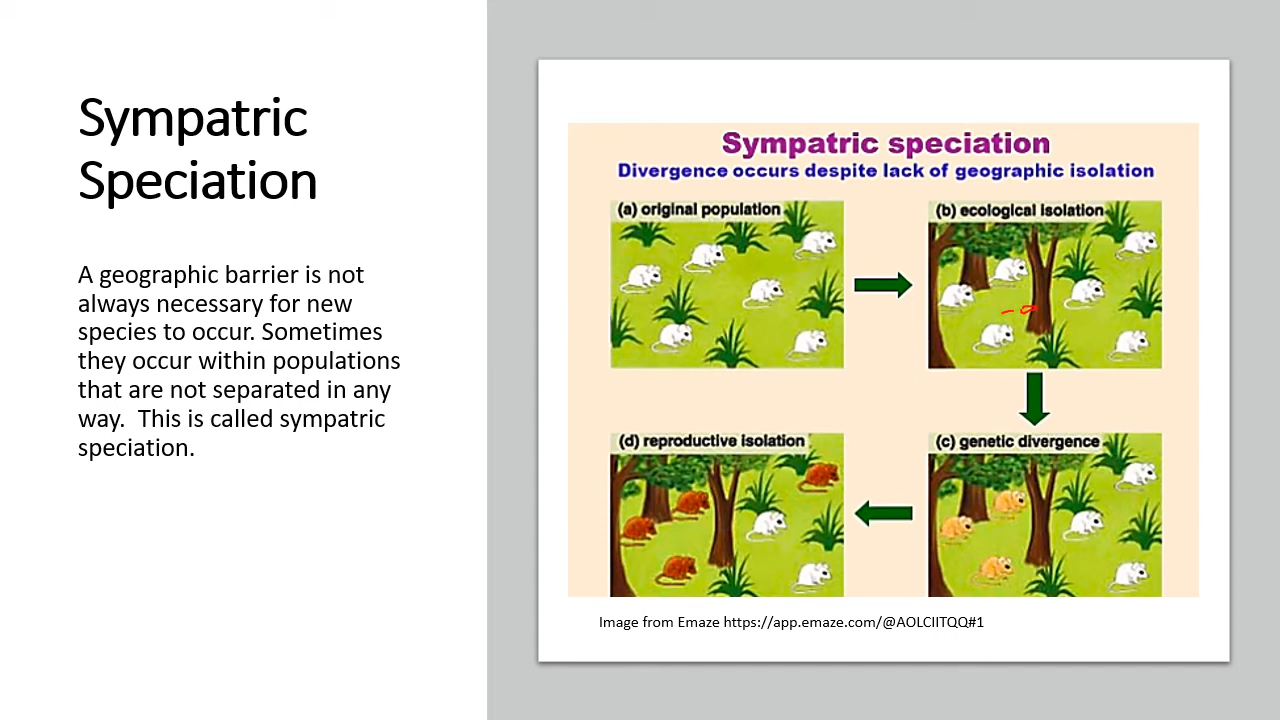 Sympatric
Speciation
A geographic barrier is not
always necessary for new
species to occur. Sometimes
they occur within populations
that are not separated in any
way.  This is called sympatric
speciation.
Sympatric speciation
Divergence occurs despite lack of geographic isolation
(a) original population
(b) ecological isolation
(d) reproductive isolation
(c) genetic divergence
Image from Emaze https://app.emaze.com/@AOLCIITQQ#1